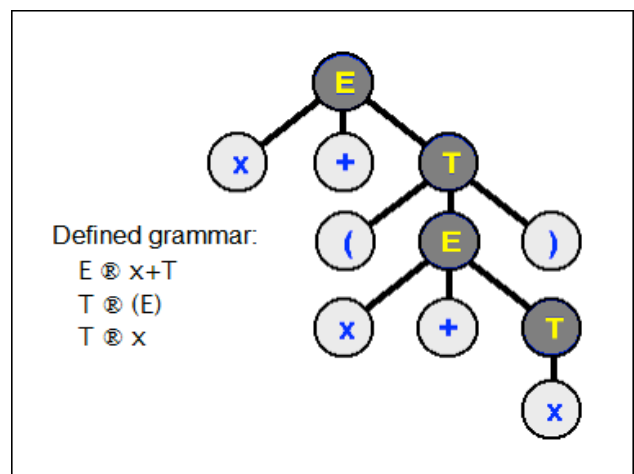 E
x + T
( E )
x + T
x
Defined grammar:
E ® x+T
T ® (E)
T ® x